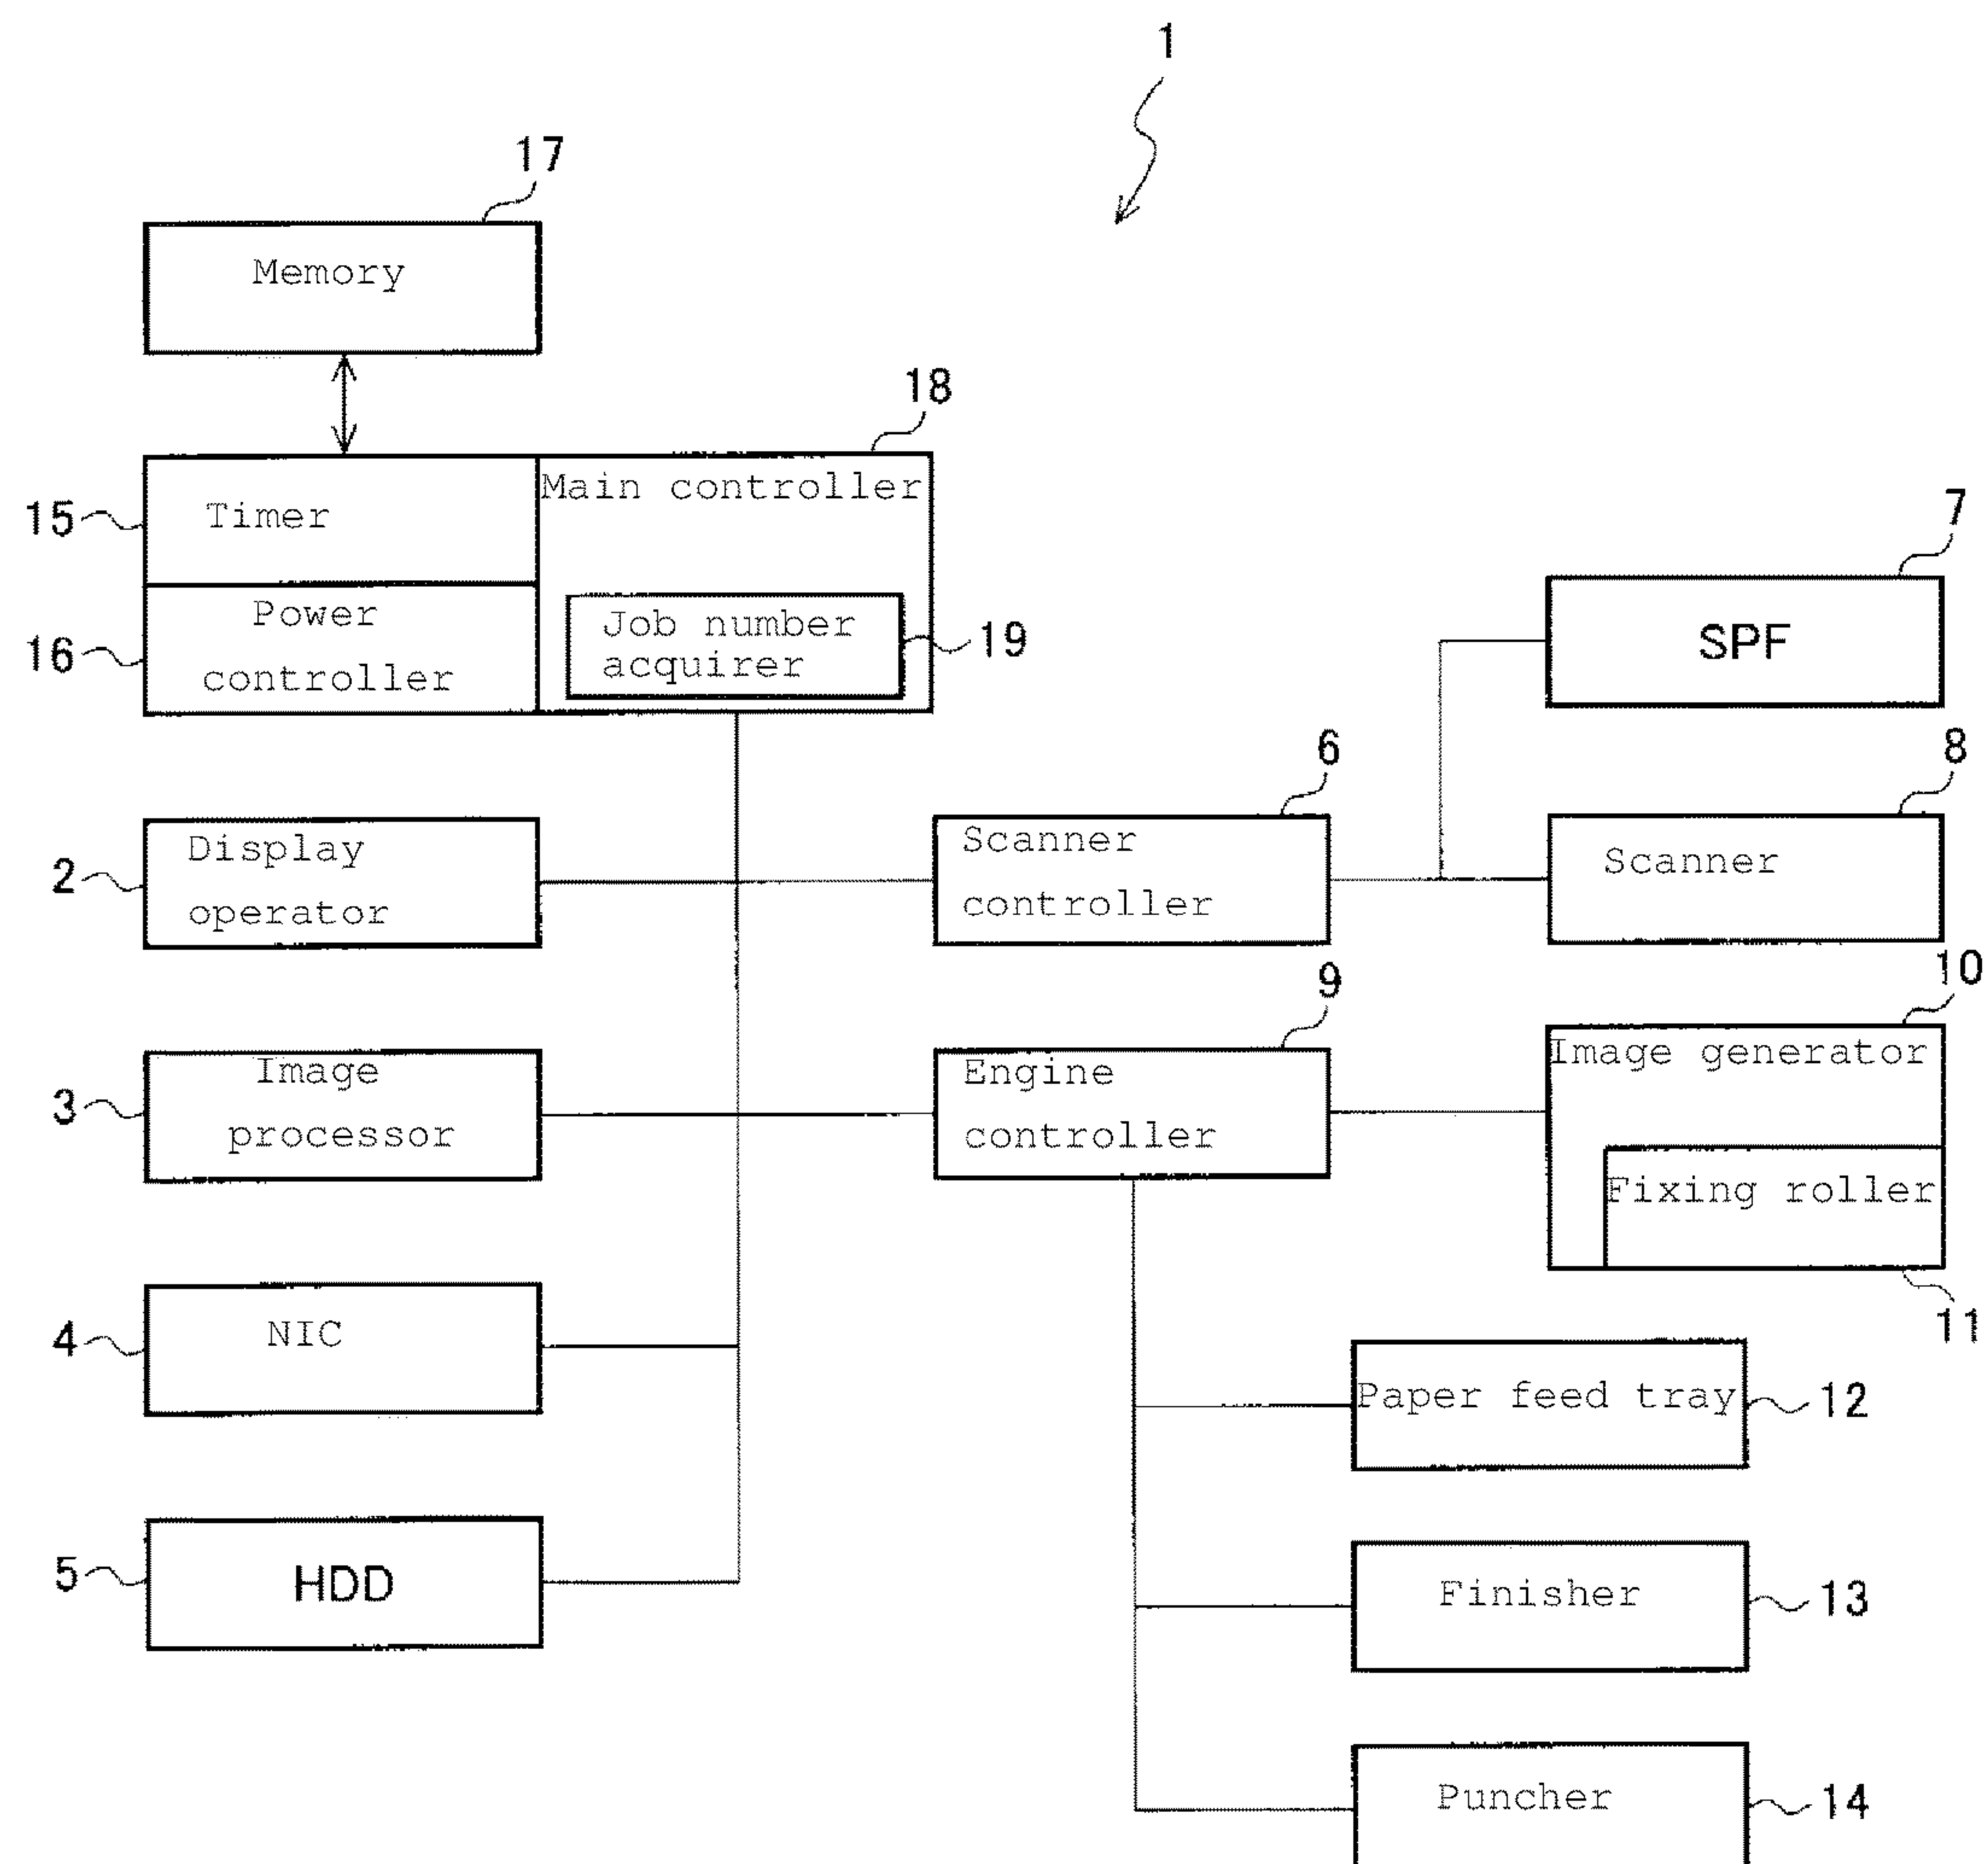 1
17
Memory
18
15
Timer
Main controller
16
Power
controller
Job number
acquirer
19
7
SPF
6
8
2
Display
operator
Scanner
controller
Scanner
9
10
3
Image
processor
Engine
controller
Image generator
Fixing roller
11
4
NIC
Paper feed tray
12
5
HDD
Finisher
13
Puncher
14